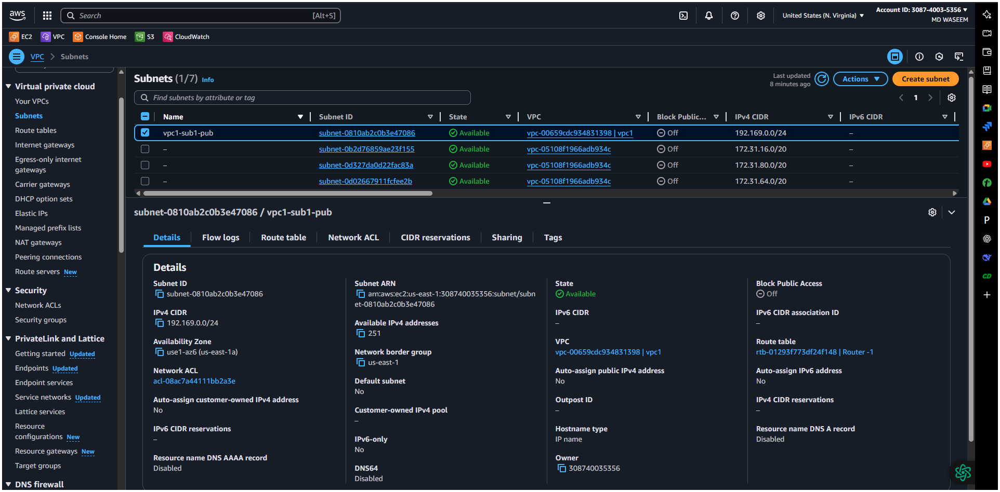 aws
Search
[Alt+S]
United States (N. Virginia)
Account ID: 3087-4003-5356
MD WASEEM
EC2
VPC
Console Home
S3
CloudWatch
VPC
Subnets
Virtual private cloud
Your VPCs
Subnets
Route tables
Internet gateways
Egress-only internet
gateways
Carrier gateways
DHCP option sets
Elastic IPs
Managed prefix lists
NAT gateways
Peering connections
Route servers New
Security
Network ACLs
Security groups
PrivateLink and Lattice
Getting started Updated
Endpoints Updated
Endpoint services
Service networks Updated
Lattice services
Resource
configurations New
Resource gateways New
Target groups
DNS firewall
Subnets (1/7) Info
Last updated
8 minutes ago
Actions
Create subnet
Find subnets by attribute or tag
1
Name Subnet ID State VPC Block Public... IPv4 CIDR IPv6 CIDR
vpc1-sub1-pub subnet-0810ab2c0b3e47086 Available vpc-00659cdc934831398 | vpc1 Off 192.169.0.0/24 –
– subnet-0b2d76859ae23f155 Available vpc-05108f1966adb934c Off 172.31.16.0/20 –
– subnet-0d327da0d22fac83a Available vpc-05108f1966adb934c Off 172.31.80.0/20 –
– subnet-0d02667911fcfee2b Available vpc-05108f1966adb934c Off 172.31.64.0/20 –
subnet-0810ab2c0b3e47086 / vpc1-sub1-pub
Details
Flow logs
Route table
Network ACL
CIDR reservations
Sharing
Tags
Details
Subnet ID
subnet-0810ab2c0b3e47086
IPv4 CIDR
192.169.0.0/24
Availability Zone
use1-az6 (us-east-1a)
Network ACL
acl-08ac7a44111bb2a3e
Auto-assign customer-owned IPv4 address
No
IPv6 CIDR reservations
–
Resource name DNS AAAA record
Disabled
Subnet ARN
arn:aws:ec2:us-east-1:308740035356:subnet/subn
et-0810ab2c0b3e47086
Available IPv4 addresses
251
Network border group
us-east-1
Default subnet
No
Customer-owned IPv4 pool
–
IPv6-only
No
DNS64
Disabled
State
Available
IPv6 CIDR
–
VPC
vpc-00659cdc934831398 | vpc1
Auto-assign public IPv4 address
No
Outpost ID
–
Hostname type
IP name
Owner
308740035356
Block Public Access
Off
IPv6 CIDR association ID
–
Route table
rtb-01293f773df24f148 | Router -1
Auto-assign IPv6 address
No
IPv4 CIDR reservations
–
Resource name DNS A record
Disabled
P
CD